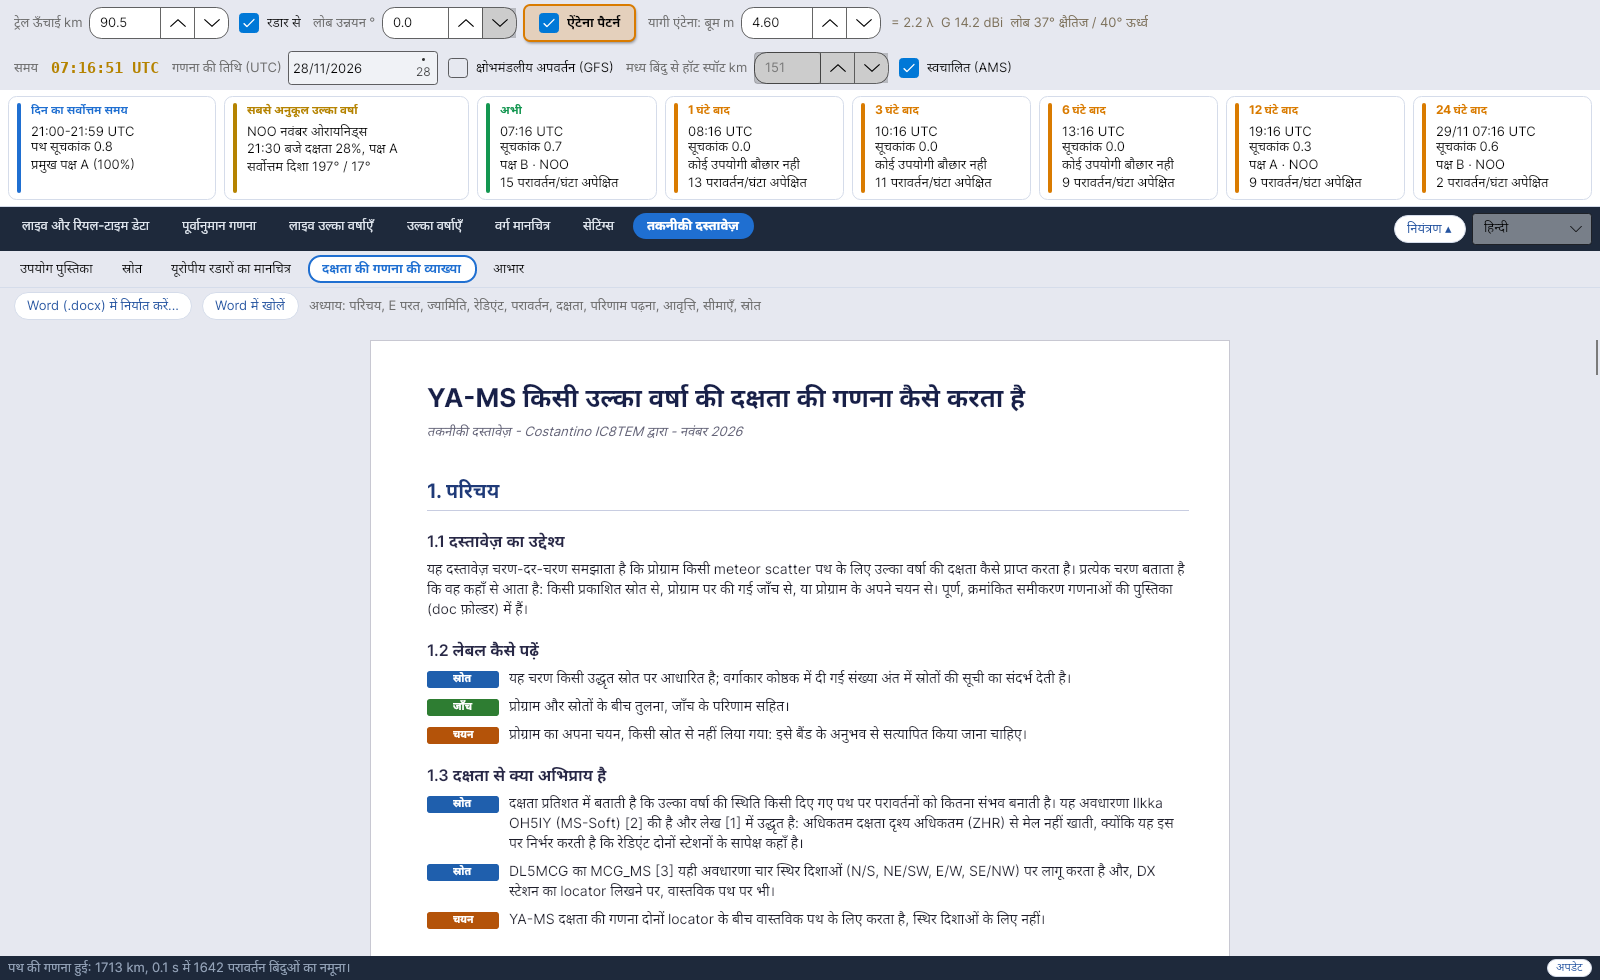 ट्रेल ऊँचाई km 90.5 रडार से लोब उन्नयन ° 0.0 ऐंटेना पैटर्न यागी एंटेना: बूम m 4.60 = 2.2 λ G 14.2 dBi लोब 37° क्षैतिज / 40° ऊर्ध्व
समय 07:16:51 UTC गणना की तिथि (UTC) 28/11/2026 28 क्षोभमंडलीय अपवर्तन (GFS) मध्य बिंदु से हॉट स्पॉट km 151 स्वचालित (AMS)
दिन का सर्वोत्तम समय
21:00-21:59 UTC
पथ सूचकांक 0.8
प्रमुख पक्ष A (100%)
सबसे अनुकूल उल्का वर्षा
NOO नवंबर ओरायनिड्स
21:30 बजे दक्षता 28%, पक्ष A
सर्वोत्तम दिशा 197° / 17°
अभी
07:16 UTC
सूचकांक 0.7
पक्ष B · NOO
15 परावर्तन/घंटा अपेक्षित
1 घंटे बाद
08:16 UTC
सूचकांक 0.0
कोई उपयोगी बौछार नहीं
13 परावर्तन/घंटा अपेक्षित
3 घंटे बाद
10:16 UTC
सूचकांक 0.0
कोई उपयोगी बौछार नहीं
11 परावर्तन/घंटा अपेक्षित
6 घंटे बाद
13:16 UTC
सूचकांक 0.0
कोई उपयोगी बौछार नहीं
9 परावर्तन/घंटा अपेक्षित
12 घंटे बाद
19:16 UTC
सूचकांक 0.3
पक्ष A · NOO
9 परावर्तन/घंटा अपेक्षित
24 घंटे बाद
29/11 07:16 UTC
सूचकांक 0.6
पक्ष B · NOO
2 परावर्तन/घंटा अपेक्षित
लाइव और रियल-टाइम डेटा पूर्वानुमान गणना लाइव उल्का वर्षाएँ उल्का वर्षाएँ वर्ग मानचित्र सेटिंग्स तकनीकी दस्तावेज़ नियंत्रण ▴ हिन्दी
उपयोग पुस्तिका स्रोत यूरोपीय रडारों का मानचित्र दक्षता की गणना की व्याख्या आभार
Word (.docx) में निर्यात करें... Word में खोलें अध्याय: परिचय, E परत, ज्यामिति, रेडिएंट, परावर्तन, दक्षता, परिणाम पढ़ना, आवृत्ति, सीमाएँ, स्रोत
YA-MS किसी उल्का वर्षा की दक्षता की गणना कैसे करता है
तकनीकी दस्तावेज़ - Costantino IC8TEM द्वारा - नवंबर 2026
1. परिचय
1.1 दस्तावेज़ का उद्देश्य
यह दस्तावेज़ चरण-दर-चरण समझाता है कि प्रोग्राम किसी meteor scatter पथ के लिए उल्का वर्षा की दक्षता कैसे प्राप्त करता है। प्रत्येक चरण बताता है
कि वह कहाँ से आता है: किसी प्रकाशित स्रोत से, प्रोग्राम पर की गई जाँच से, या प्रोग्राम के अपने चयन से। पूर्ण, क्रमांकित समीकरण गणनाओं की पुस्तिका
(doc फ़ोल्डर) में हैं।
1.2 लेबल कैसे पढ़ें
स्रोत यह चरण किसी उद्धृत स्रोत पर आधारित है; वर्गाकार कोष्ठक में दी गई संख्या अंत में स्रोतों की सूची का संदर्भ देती है।
जाँच प्रोग्राम और स्रोतों के बीच तुलना, जाँच के परिणाम सहित।
चयन प्रोग्राम का अपना चयन, किसी स्रोत से नहीं लिया गया: इसे बैंड के अनुभव से सत्यापित किया जाना चाहिए।
1.3 दक्षता से क्या अभिप्राय है
स्रोत दक्षता प्रतिशत में बताती है कि उल्का वर्षा की स्थिति किसी दिए गए पथ पर परावर्तनों को कितना संभव बनाती है। यह अवधारणा Ilkka
OH5IY (MS-Soft) [2] की है और लेख [1] में उद्धृत है: अधिकतम दक्षता दृश्य अधिकतम (ZHR) से मेल नहीं खाती, क्योंकि यह इस
पर निर्भर करती है कि रेडिएंट दोनों स्टेशनों के सापेक्ष कहाँ है।
स्रोत DL5MCG का MCG_MS [3] यही अवधारणा चार स्थिर दिशाओं (N/S, NE/SW, E/W, SE/NW) पर लागू करता है और, DX
स्टेशन का locator लिखने पर, वास्तविक पथ पर भी।
चयन YA-MS दक्षता की गणना दोनों locator के बीच वास्तविक पथ के लिए करता है, स्थिर दिशाओं के लिए नहीं।
पथ की गणना हुई: 1713 km, 0.1 s में 1642 परावर्तन बिंदुओं का नमूना। अपडेट